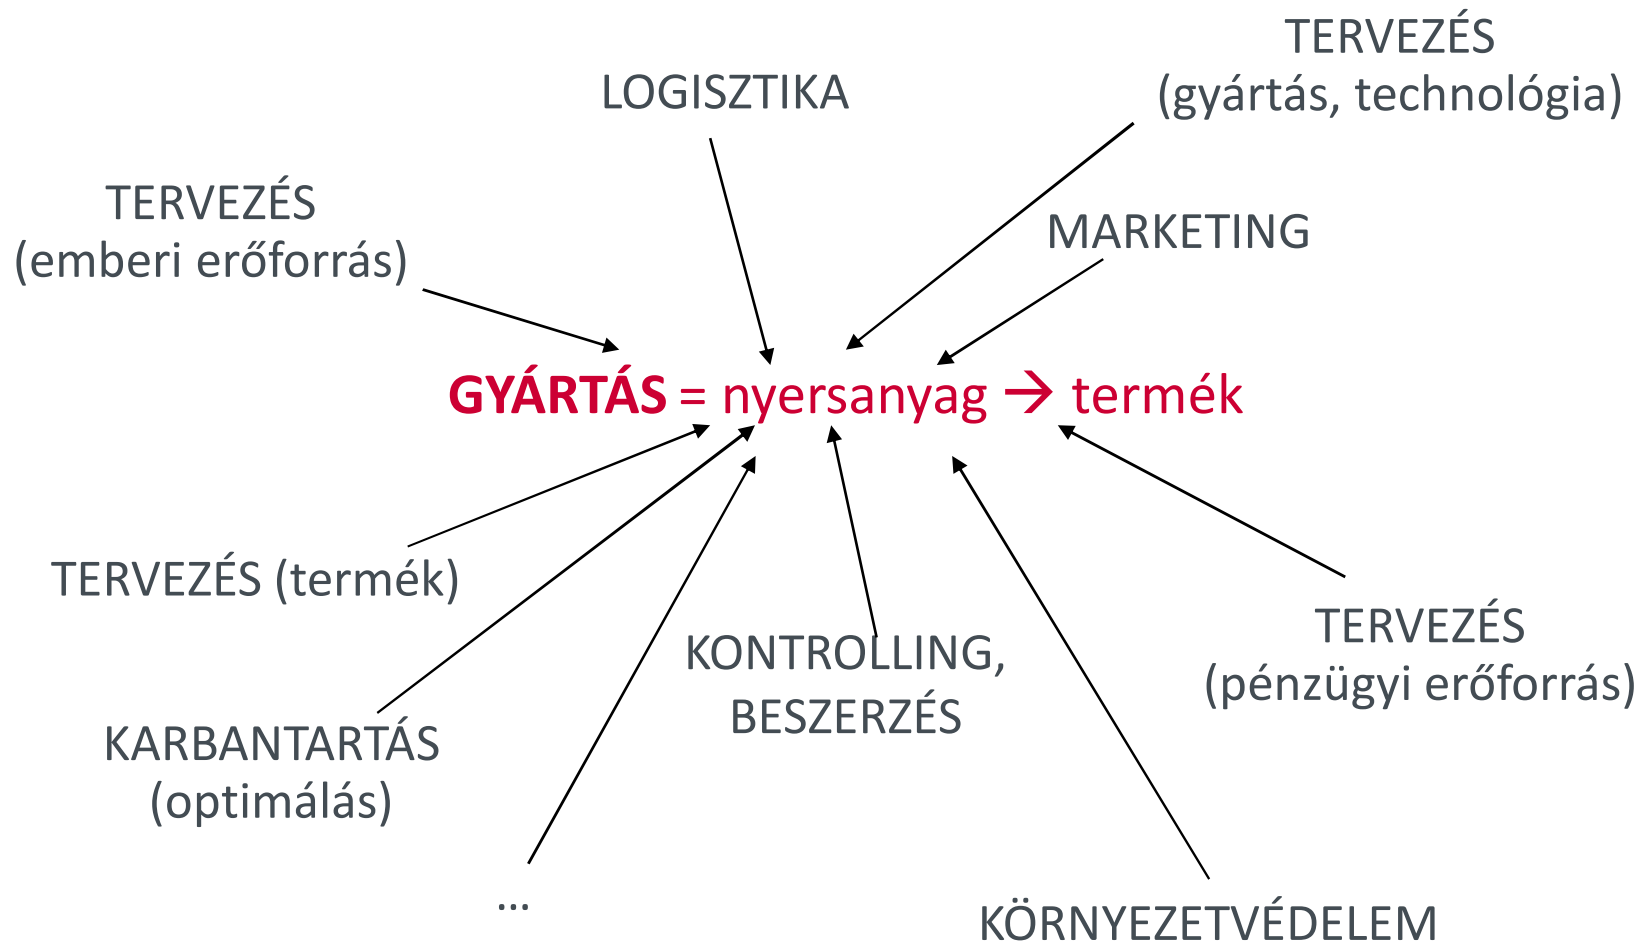 TERVEZÉS
(gyártás, technológia)
LOGISZTIKA
TERVEZÉS
(emberi erőforrás)
MARKETING
GYÁRTÁS = nyersanyag → termék
TERVEZÉS (termék)
TERVEZÉS
(pénzügyi erőforrás)
KONTROLLING,
BESZERZÉS
KARBANTARTÁS
(optimálás)
...
KÖRNYEZETVÉDELEM